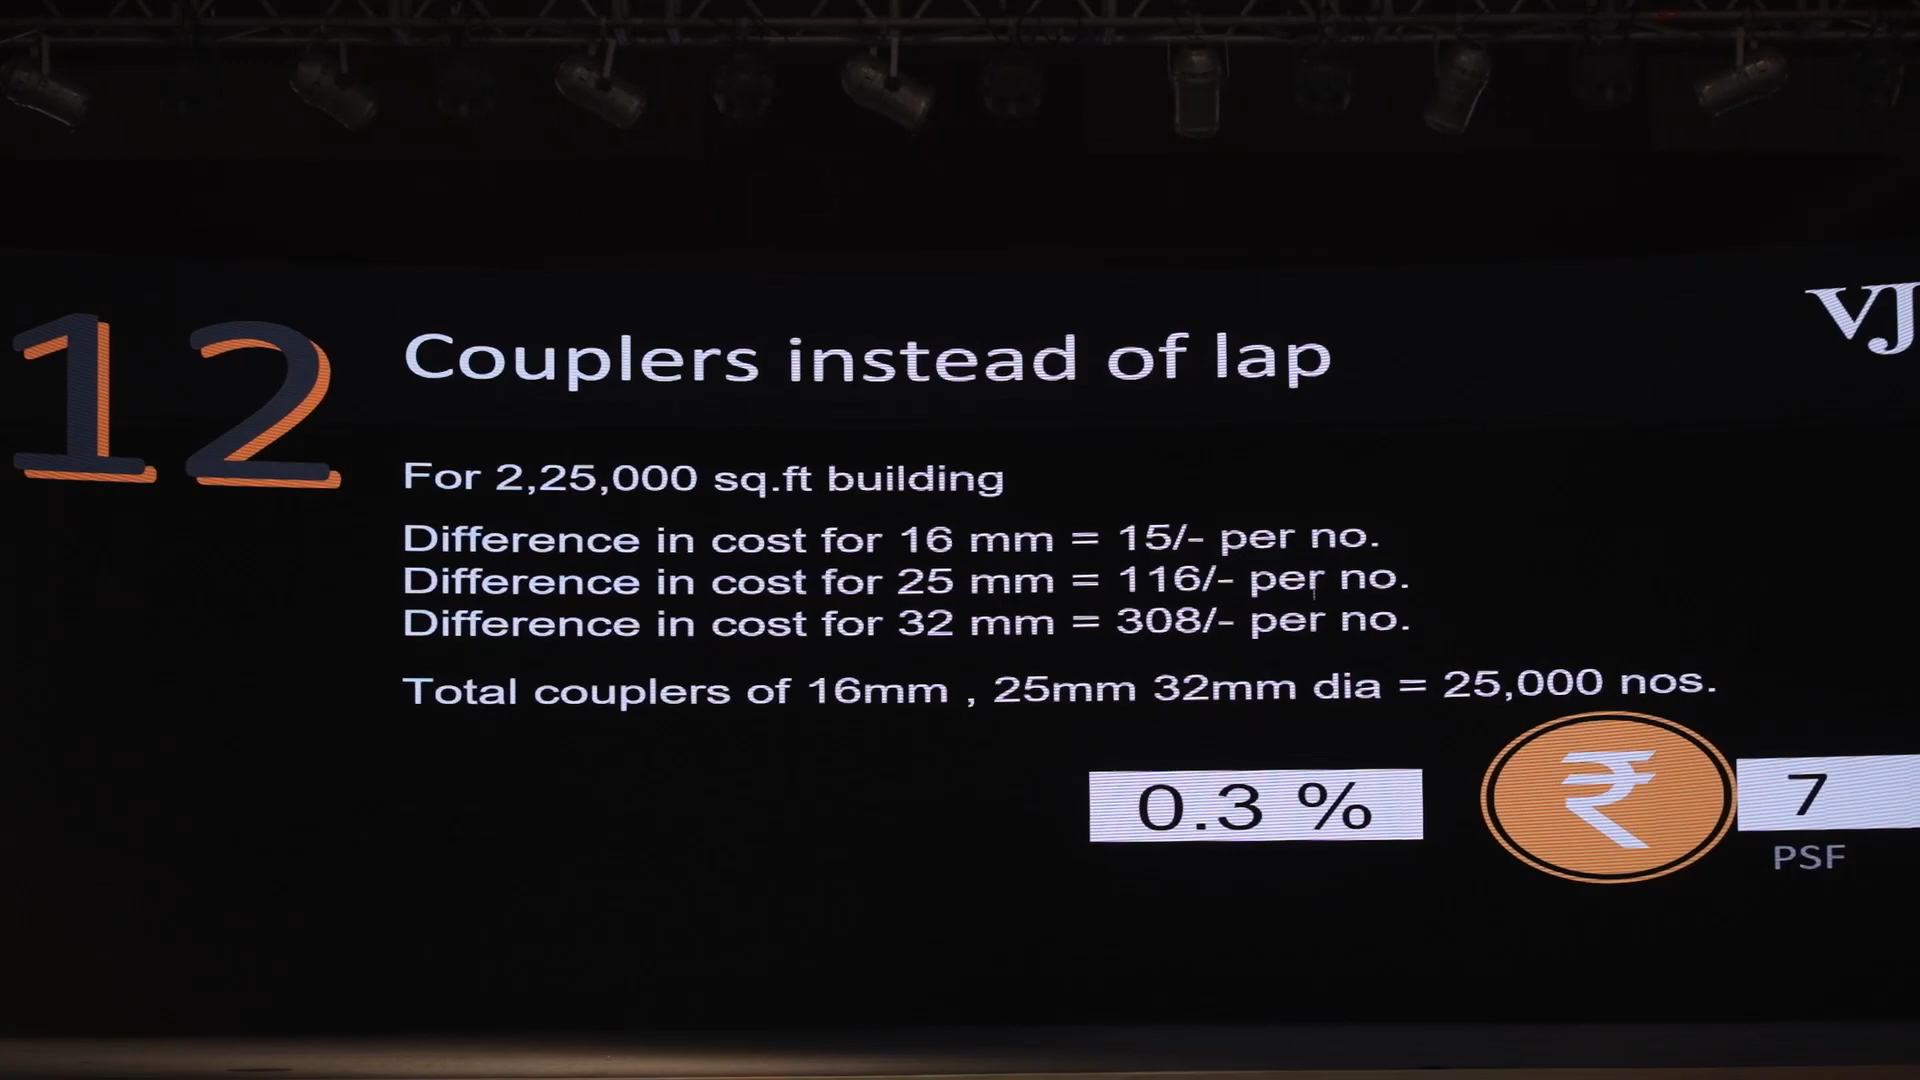 12
Couplers instead of lap
VJ
For 2,25,000 sq.ft building
Difference in cost for 16 mm = 15/- per no.
Difference in cost for 25 mm = 116/- per no.
Difference in cost for 32 mm = 308/- per no.
Total couplers of 16mm , 25mm 32mm dia = 25,000 nos.
0.3 %
₹
7
PSF